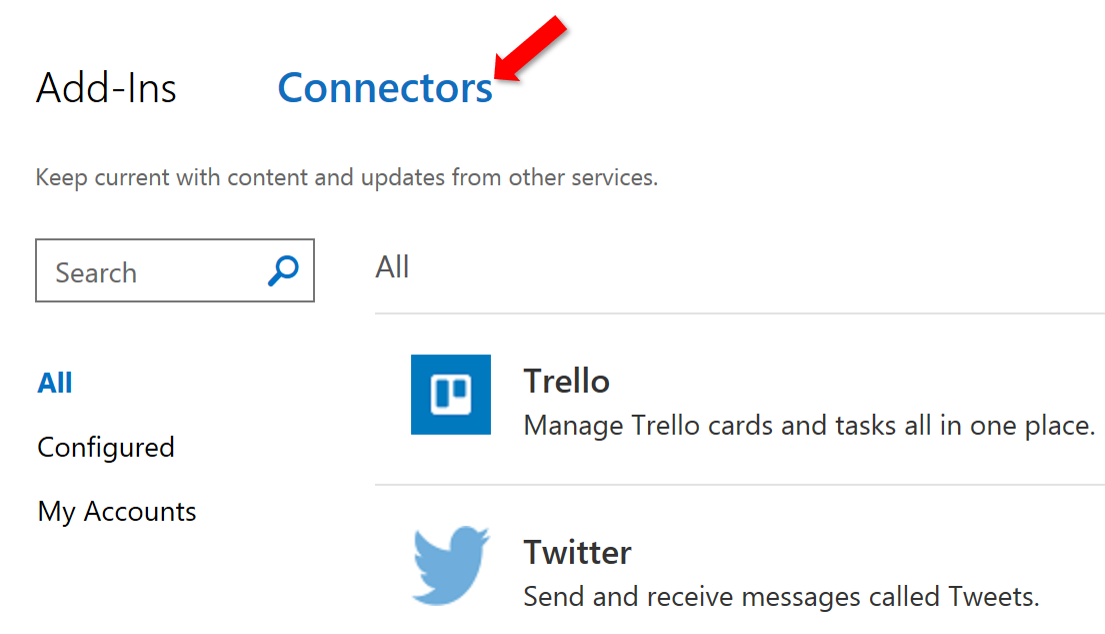 Add-Ins
Connectors
Keep current with content and updates from other services.
Search
All
Configured
My Accounts
All
Trello
Manage Trello cards and tasks all in one place.
Twitter
Send and receive messages called Tweets.